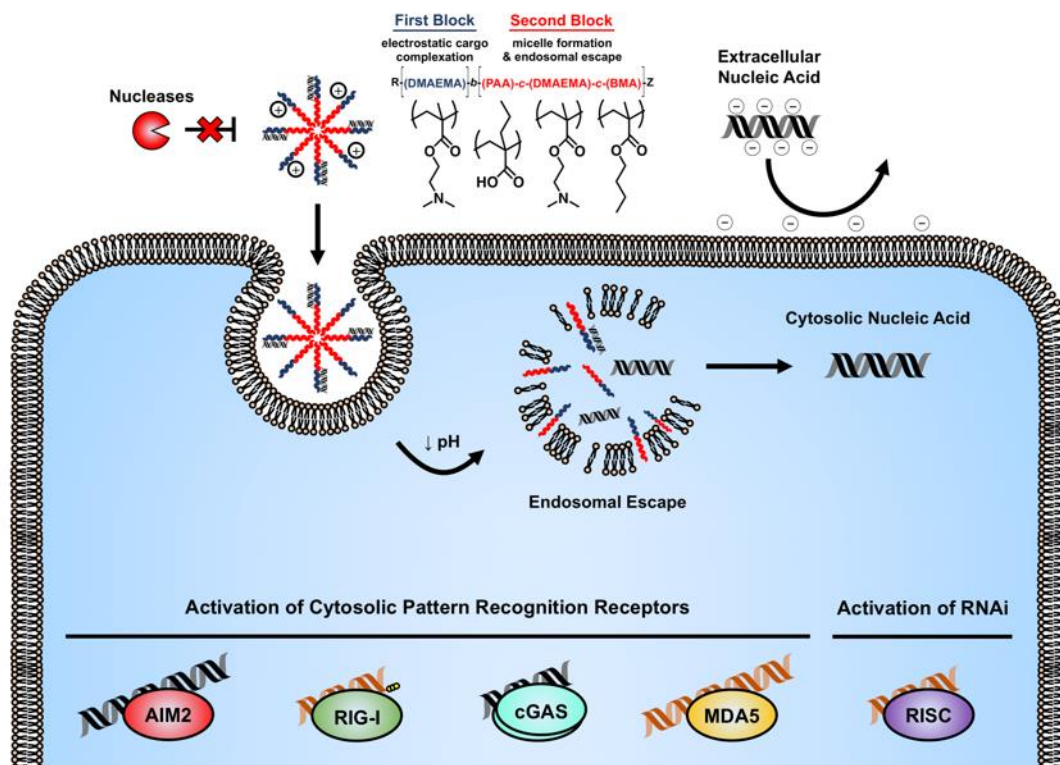 First Block
electrostatic cargo
complexation
Second Block
micelle formation
& endosomal escape
R-[(DMAEMA)]-b-[(PAA)-c-(DMAEMA)-c-(BMA)]-Z
O
O
N
HO
O
O
O
N
O
O
Nucleases
+
+
+
+
Extracellular
Nucleic Acid
Cytosolic Nucleic Acid
↓ pH
Endosomal Escape
Activation of Cytosolic Pattern Recognition Receptors
Activation of RNAi
AIM2
RIG-I
cGAS
MDA5
RISC